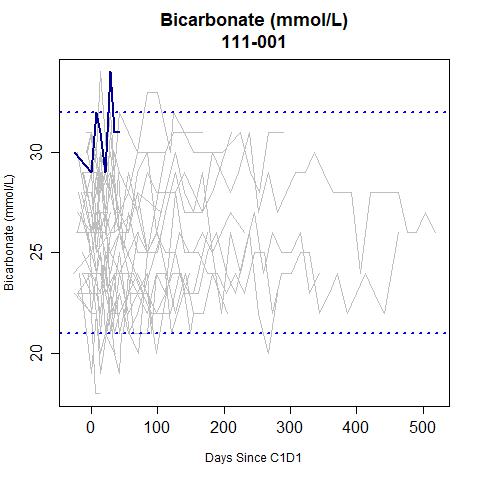 Bicarbonate (mmol/L)
111-001
Bicarbonate (mmol/L)
30
25
20
0 100 200 300 400 500
Days Since C1D1